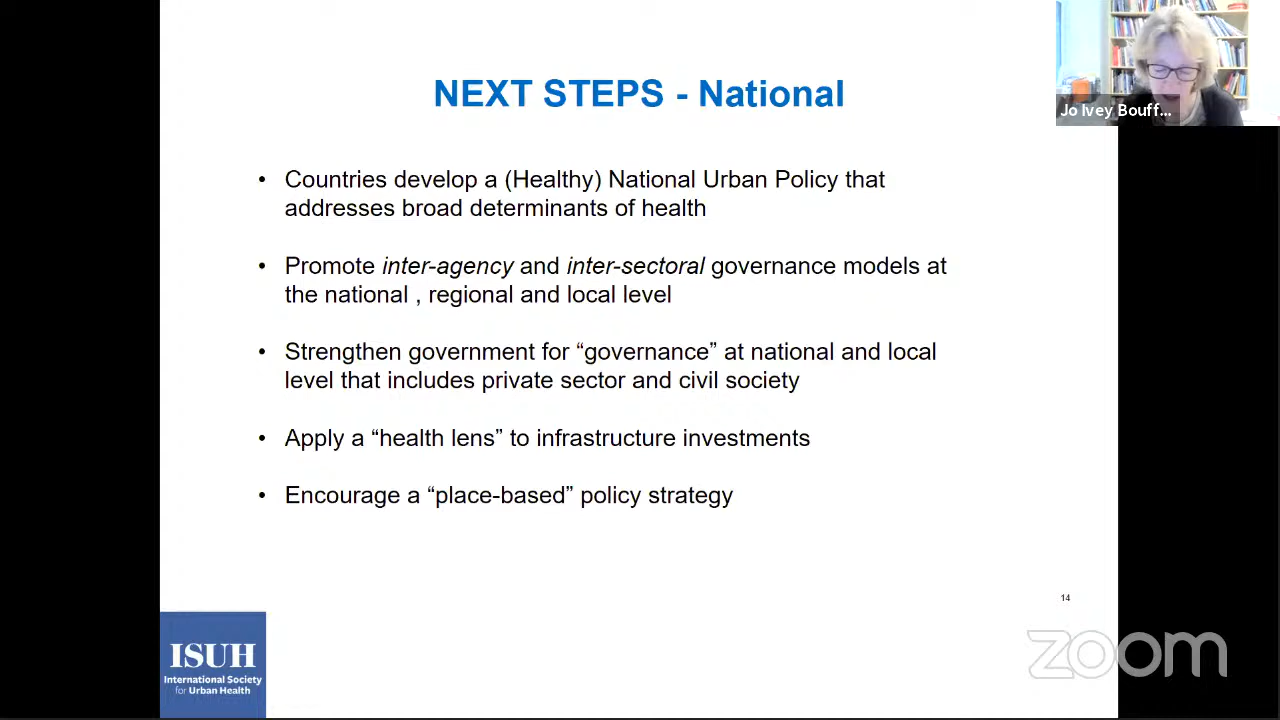 NEXT STEPS - National
Jo Ivey Bouff...
• Countries develop a (Healthy) National Urban Policy that
addresses broad determinants of health
• Promote inter-agency and inter-sectoral governance models at
the national , regional and local level
• Strengthen government for “governance” at national and local
level that includes private sector and civil society
• Apply a “health lens” to infrastructure investments
• Encourage a “place-based” policy strategy
14
ISUH
International Society
for Urban Health
zoom